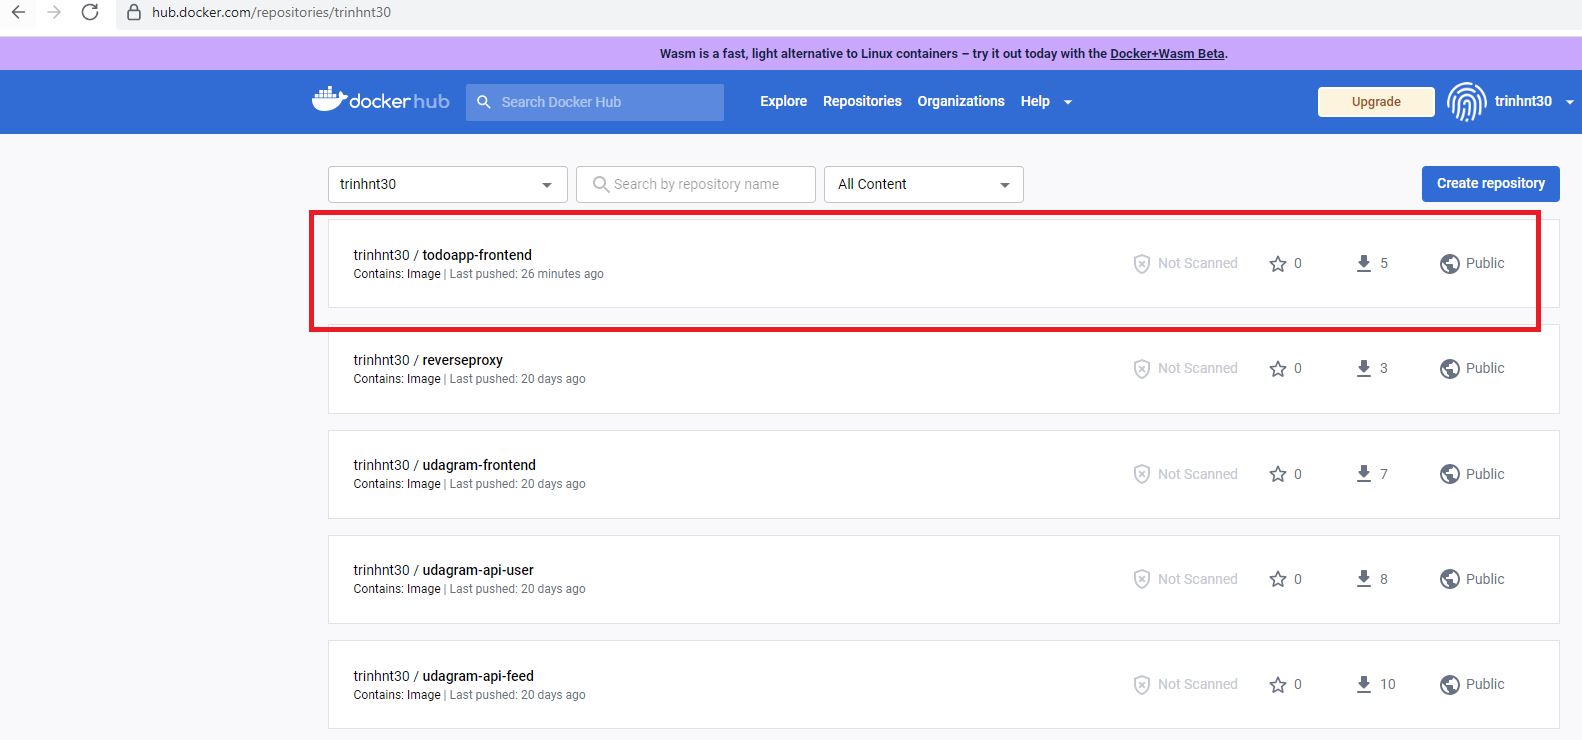 hub.docker.com/repositories/trinhnt30
Wasm is a fast, light alternative to Linux containers – try it out today with the Docker+Wasm Beta.
docker hub Search Docker Hub Explore Repositories Organizations Help Upgrade trinhnt30
trinhnt30 Search by repository name All Content Create repository
trinhnt30 / todoapp-frontend
Contains: Image | Last pushed: 26 minutes ago
Not Scanned 0 5 Public
trinhnt30 / reverseproxy
Contains: Image | Last pushed: 20 days ago
Not Scanned 0 3 Public
trinhnt30 / udagram-frontend
Contains: Image | Last pushed: 20 days ago
Not Scanned 0 7 Public
trinhnt30 / udagram-api-user
Contains: Image | Last pushed: 20 days ago
Not Scanned 0 8 Public
trinhnt30 / udagram-api-feed
Contains: Image | Last pushed: 20 days ago
Not Scanned 0 10 Public